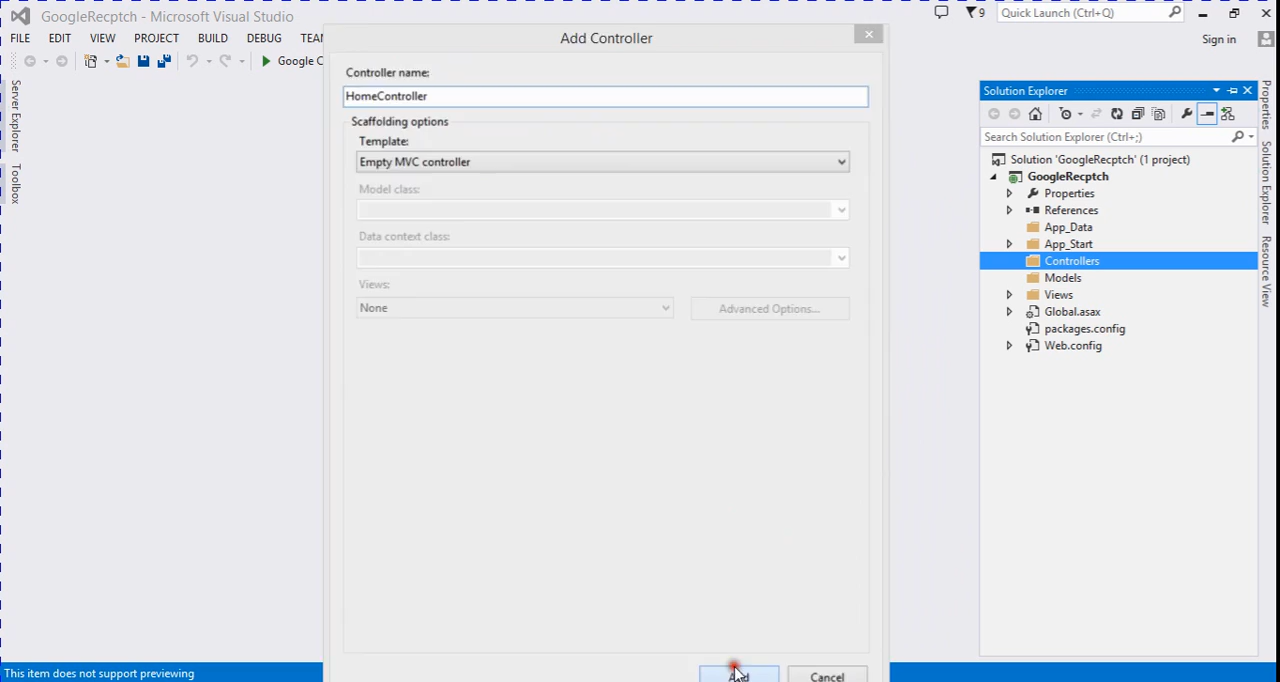 GoogleRecptch - Microsoft Visual Studio
9
Quick Launch (Ctrl+Q)
FILE EDIT VIEW PROJECT BUILD DEBUG TEA
Sign in
Google C
Server Explorer
Toolbox
Add Controller
Controller name:
HomeController
Scaffolding options
Template:
Empty MVC controller
Model class:
Data context class:
Views:
None
Advanced Options...
Add
Cancel
Solution Explorer
Search Solution Explorer (Ctrl+;)
Solution 'GoogleRecptch' (1 project)
GoogleRecptch
Properties
References
App_Data
App_Start
Controllers
Models
Views
Global.asax
packages.config
Web.config
Properties
Solution Explorer
Resource View
This item does not support previewing